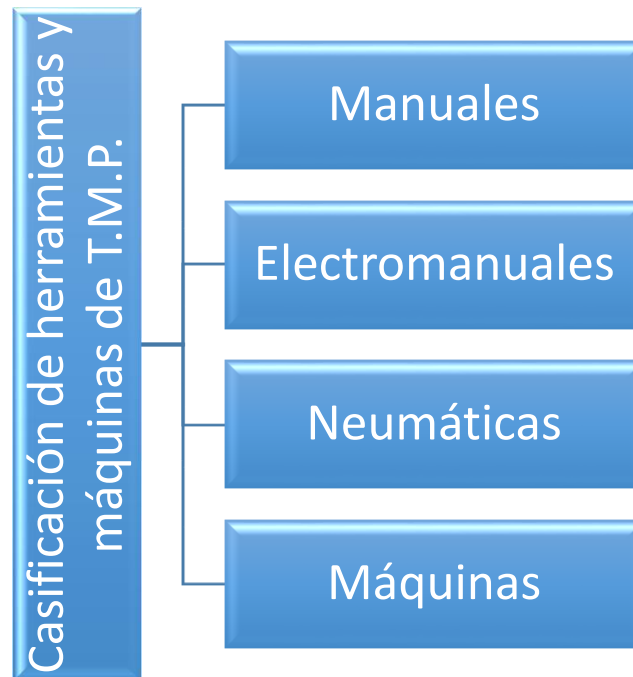 Casificación de herramientas y
máquinas de T.M.P.
Manuales
Electromanuales
Neumáticas
Máquinas